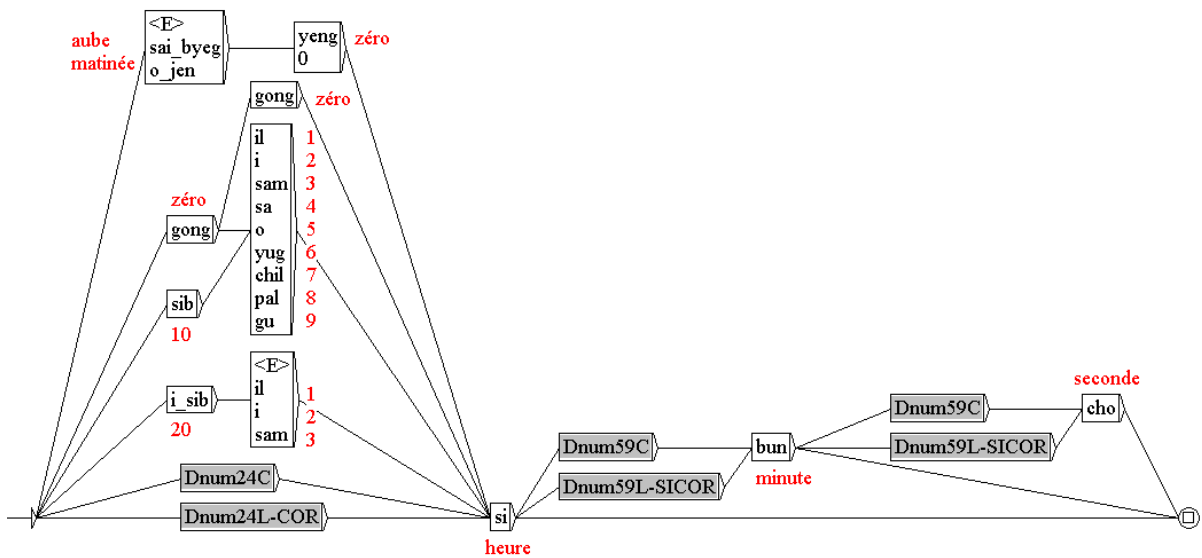 <E>
sai_byeg
o_jen
aube
matinée
yeng
0
zéro
gong
zéro
zéro
gong
il
i
sam
sa
o
yug
chil
pal
gu
1
2
3
4
5
6
7
8
9
sib
10
i_sib
20
<E>
il
i
sam
1
2
3
Dnum24C
Dnum24L-COR
si
heure
Dnum59C
Dnum59L-SICOR
bun
minute
Dnum59C
Dnum59L-SICOR
seconde
cho